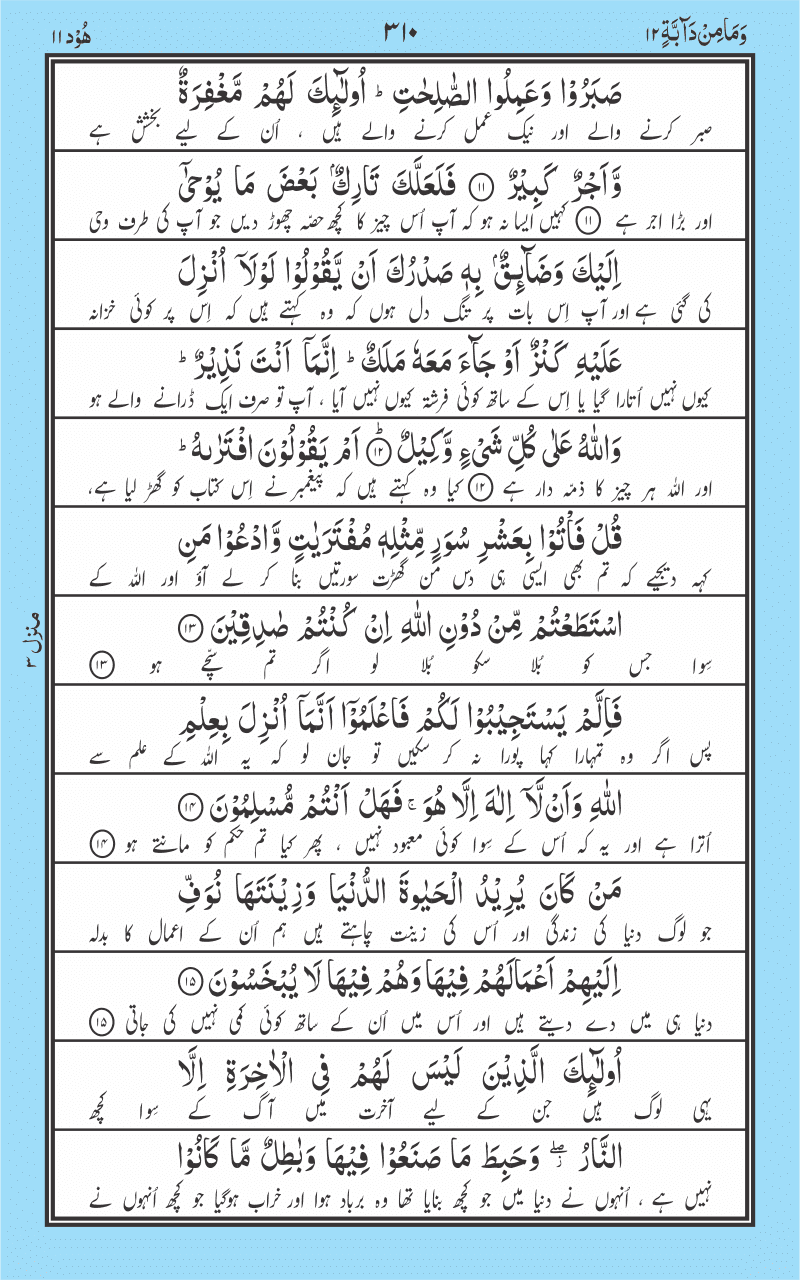 وَمَا مِنْ دَآبَّةٍ ١٢
٣١٠
هُوْد ١١
صَبَرُوْا وَعَمِلُوا الصّٰلِحٰتِ ؕ اُولٰٓئِكَ لَهُمْ مَّغْفِرَةٌ
صبر کرنے والے اور نیک عمل کرنے والے ہیں ، اُن کے لیے بخشش ہے
وَّاَجْرٌ كَبِيْرٌ ﴿١١﴾ فَلَعَلَّكَ تَارِكٌۢ بَعْضَ مَا يُوْحٰٓى
اور بڑا اجر ہے ﴿١١﴾ کہیں ایسا نہ ہو کہ آپ اُس چیز کا کچھ حصّہ چھوڑ دیں جو آپ کی طرف وحی
اِلَيْكَ وَضَآئِقٌۢ بِهٖ صَدْرُكَ اَنْ يَّقُوْلُوْا لَوْلَآ اُنْزِلَ
کی گئی ہے اور آپ اِس بات پر تنگ دل ہوں کہ وہ کہتے ہیں کہ اِس پر کوئی خزانہ
عَلَيْهِ كَنْزٌ اَوْ جَآءَ مَعَهٗ مَلَكٌ ؕ اِنَّمَآ اَنْتَ نَذِيْرٌ ؕ
کیوں نہیں اُتارا گیا یا اِس کے ساتھ کوئی فرشتہ کیوں نہیں آیا ، آپ تو صرف ایک ڈرانے والے ہو
وَاللّٰهُ عَلٰى كُلِّ شَىْءٍ وَّكِيْلٌ ؕ﴿١٢﴾ اَمْ يَقُوْلُوْنَ افْتَرٰىهُ ؕ
اور اللہ ہر چیز کا ذمّہ دار ہے ﴿١٢﴾ کیا وہ کہتے ہیں کہ پیغمبر نے اِس کتاب کو گھڑ لیا ہے،
قُلْ فَاْتُوْا بِعَشْرِ سُوَرٍ مِّثْلِهٖ مُفْتَرَيٰتٍ وَّادْعُوْا مَنِ
کہہ دیجیے کہ تم بھی ایسی ہی دس من گھڑت سورتیں بنا کر لے آؤ اور اللہ کے
اسْتَطَعْتُمْ مِّنْ دُوْنِ اللّٰهِ اِنْ كُنْتُمْ صٰدِقِيْنَ ﴿١٣﴾
سِوا جس کو بُلا سکو بُلا لو اگر تم سچّے ہو ﴿١٣﴾
منزل ٣
فَاِلَّمْ يَسْتَجِيْبُوْا لَكُمْ فَاعْلَمُوْٓا اَنَّمَآ اُنْزِلَ بِعِلْمِ
پس اگر وہ تمہارا کہا پورا نہ کر سکیں تو جان لو کہ یہ اللہ کے علم سے
اللّٰهِ وَاَنْ لَّآ اِلٰهَ اِلَّا هُوَ ۚ فَهَلْ اَنْتُمْ مُّسْلِمُوْنَ ﴿١٤﴾
اُترا ہے اور یہ کہ اُس کے سِوا کوئی معبود نہیں ، پھر کیا تم حکم کو مانتے ہو ﴿١٤﴾
مَنْ كَانَ يُرِيْدُ الْحَيٰوةَ الدُّنْيَا وَزِيْنَتَهَا نُوَفِّ
جو لوگ دنیا کی زندگی اور اُس کی زینت چاہتے ہیں ہم اُن کے اعمال کا بدلہ
اِلَيْهِمْ اَعْمَالَهُمْ فِيْهَا وَهُمْ فِيْهَا لَا يُبْخَسُوْنَ ﴿١٥﴾
دنیا ہی میں دے دیتے ہیں اور اُس میں اُن کے ساتھ کوئی کمی نہیں کی جاتی ﴿١٥﴾
اُولٰٓئِكَ الَّذِيْنَ لَيْسَ لَهُمْ فِى الْاٰخِرَةِ اِلَّا
یہی لوگ ہیں جن کے لیے آخرت میں آگ کے سِوا کچھ
النَّارُ ۖ٘ وَحَبِطَ مَا صَنَعُوْا فِيْهَا وَبٰطِلٌ مَّا كَانُوْا
نہیں ہے ، اُنہوں نے دنیا میں جو کچھ بنایا تھا وہ برباد ہوا اور خراب ہوگیا جو کچھ اُنہوں نے